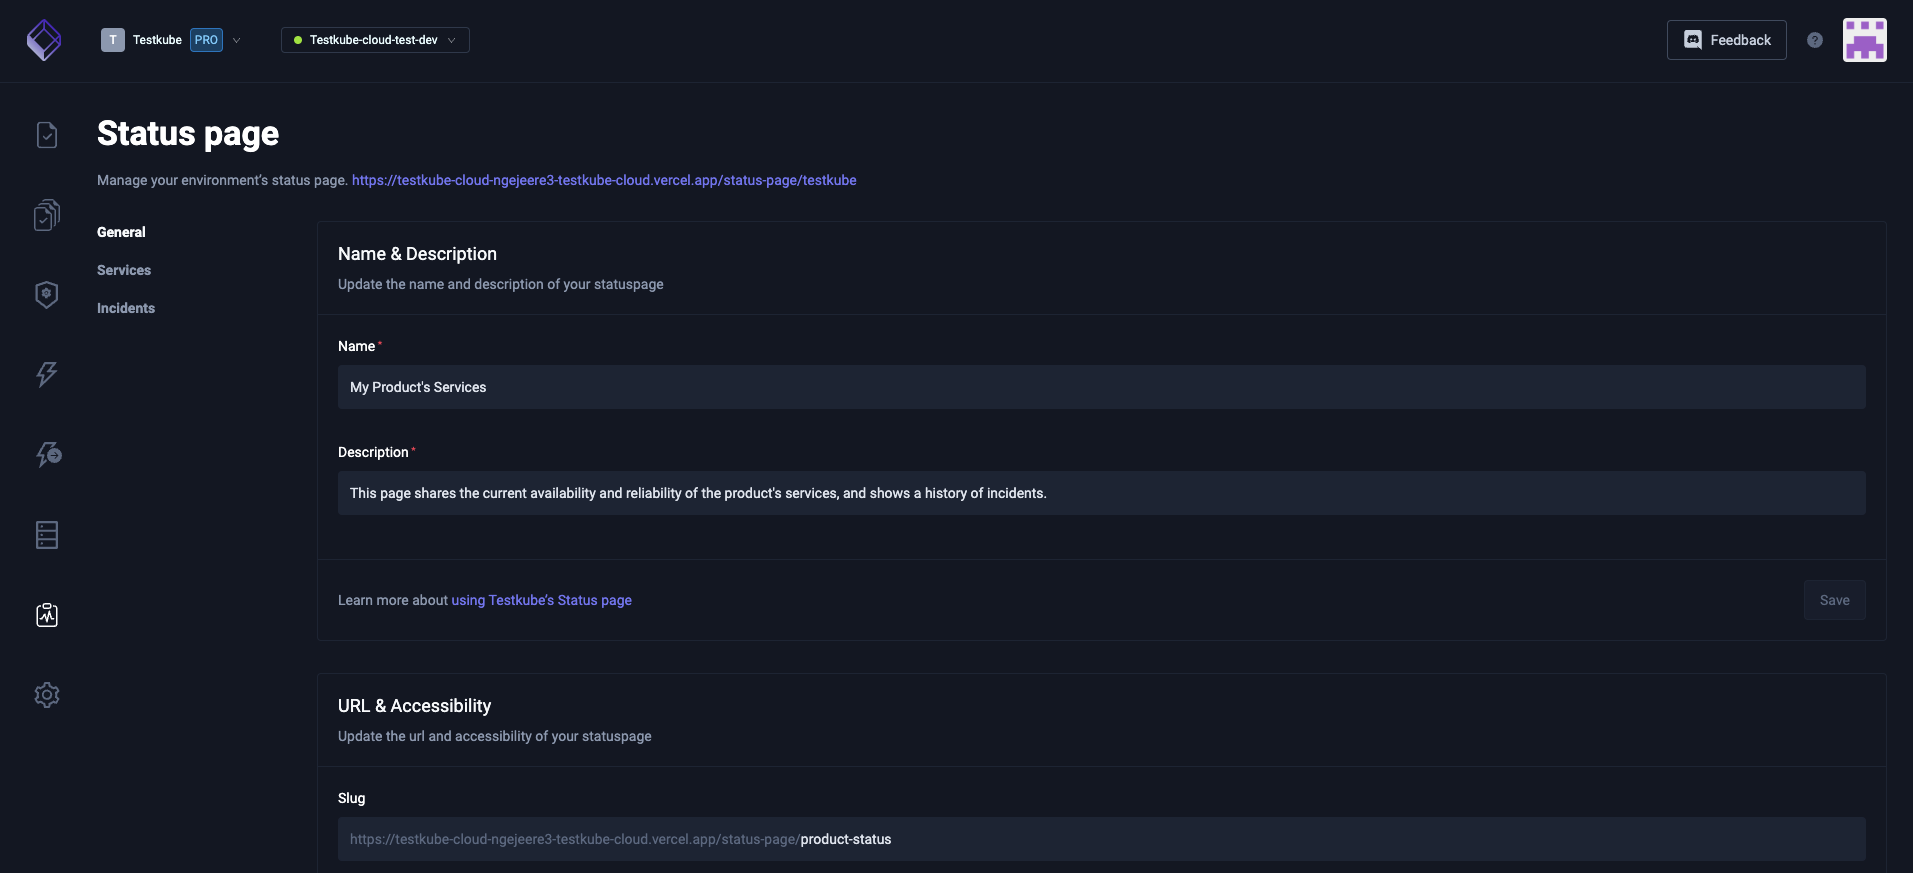 T Testkube PRO
Testkube-cloud-test-dev
Feedback
?
Status page
Manage your environment's status page. https://testkube-cloud-ngejeere3-testkube-cloud.vercel.app/status-page/testkube
General
Services
Incidents
Name & Description
Update the name and description of your statuspage
Name *
My Product's Services
Description *
This page shares the current availability and reliability of the product's services, and shows a history of incidents.
Learn more about using Testkube's Status page
Save
URL & Accessibility
Update the url and accessibility of your statuspage
Slug
https://testkube-cloud-ngejeere3-testkube-cloud.vercel.app/status-page/product-status